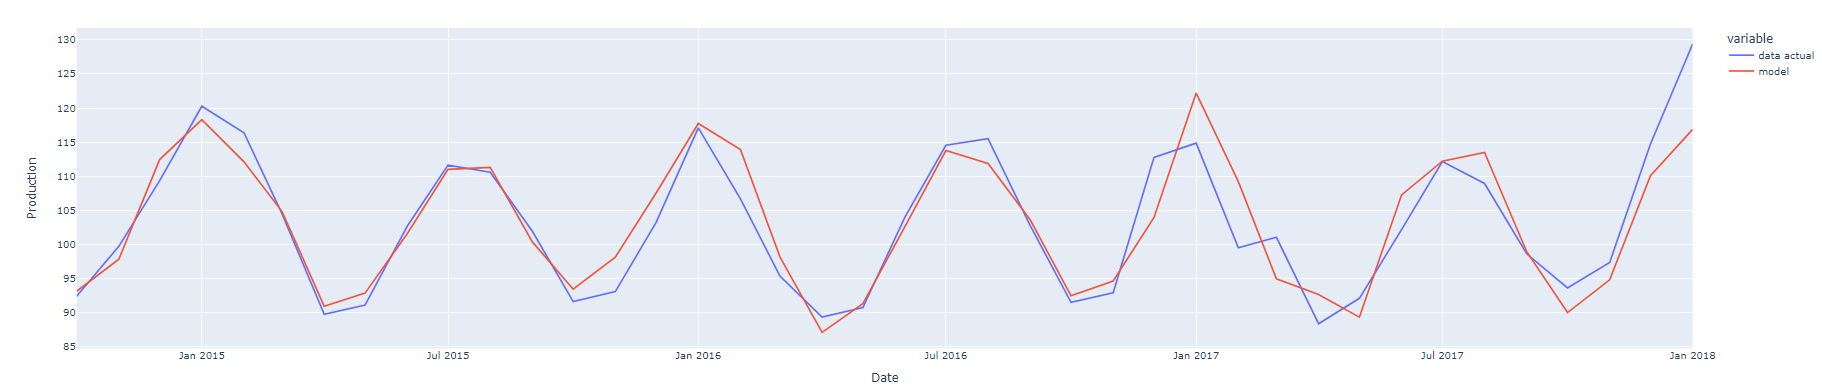 variable
data actual
model
Production
130
125
120
115
110
105
100
95
90
85
Jan 2015
Jul 2015
Jan 2016
Jul 2016
Jan 2017
Jul 2017
Jan 2018
Date